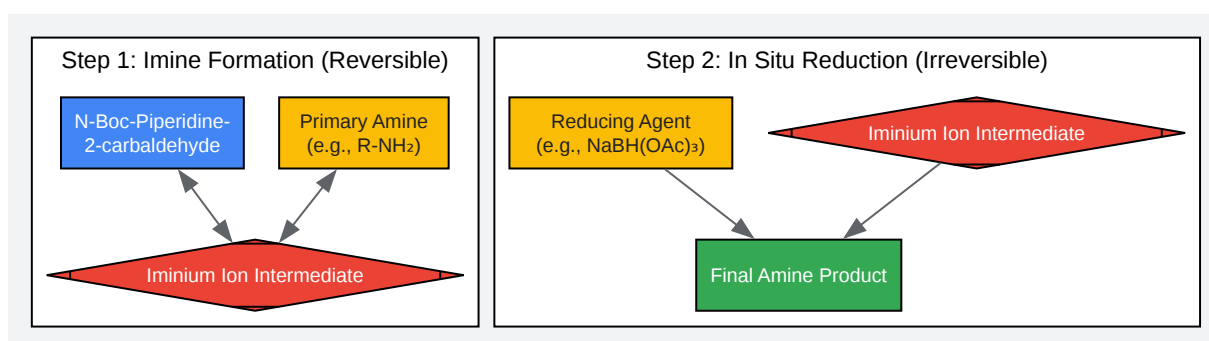 Step 1: Imine Formation (Reversible)
N-Boc-Piperidine-
2-carbaldehyde
Primary Amine
(e.g., R-NH₂)
Iminium Ion Intermediate
Step 2: In Situ Reduction (Irreversible)
Reducing Agent
(e.g., NaBH(OAc)₃)
Iminium Ion Intermediate
Final Amine Product